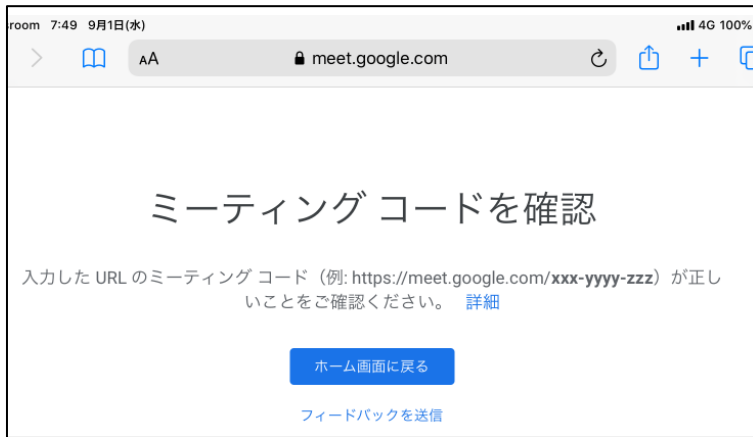 room 7:49 9月1日(水) 4G 100%
AA meet.google.com
ミーティング コードを確認
入力した URL のミーティング コード（例: https://meet.google.com/xxx-yyyy-zzz）が正し
いことをご確認ください。 詳細
ホーム画面に戻る
フィードバックを送信